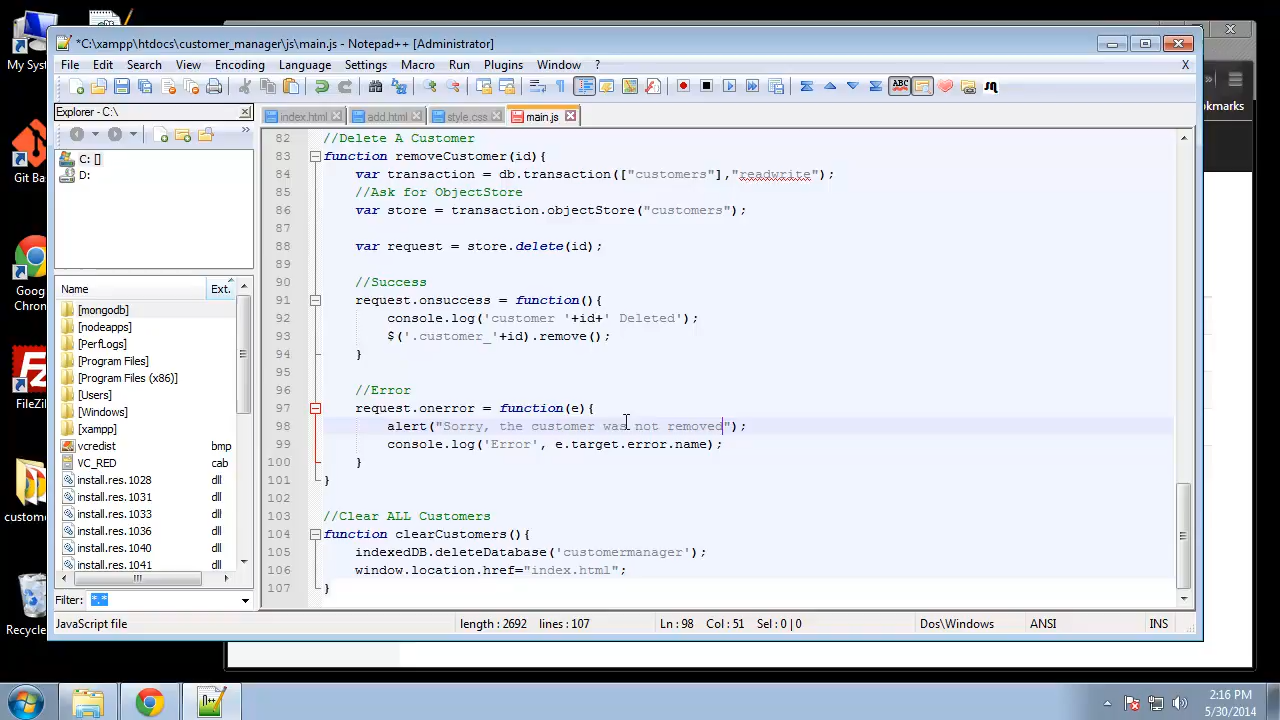 My Sy
*C:\xampp\htdocs\customer_manager\js\main.js - Notepad++ [Administrator]
File Edit Search View Encoding Language Settings Macro Run Plugins Window ? X
Explorer - C:\
index.html add.html style.css main.js
okmarks
C: []
D:
Git Bas
82 //Delete A Customer
83 function removeCustomer(id){
84 var transaction = db.transaction(["customers"],"readwrite");
85 //Ask for ObjectStore
86 var store = transaction.objectStore("customers");
87
88 var request = store.delete(id);
89
90 //Success
91 request.onsuccess = function(){
92 console.log('customer '+id+' Deleted');
93 $('.customer_'+id).remove();
94 }
95
96 //Error
97 request.onerror = function(e){
98 alert("Sorry, the customer was not removed");
99 console.log('Error', e.target.error.name);
100 }
101 }
102
103 //Clear ALL Customers
104 function clearCustomers(){
105 indexedDB.deleteDatabase('customermanager');
106 window.location.href="index.html";
107 }
Goog
Chron
FileZil
custome
Recycle
Name Ext.
[mongodb]
[nodeapps]
[PerfLogs]
[Program Files]
[Program Files (x86)]
[Users]
[Windows]
[xampp]
vcredist bmp
VC_RED cab
install.res.1028 dll
install.res.1031 dll
install.res.1033 dll
install.res.1036 dll
install.res.1040 dll
install.res.1041 dll
Filter: *.*
JavaScript file length : 2692 lines : 107 Ln : 98 Col : 51 Sel : 0 | 0 Dos\Windows ANSI INS
2:16 PM
5/30/2014